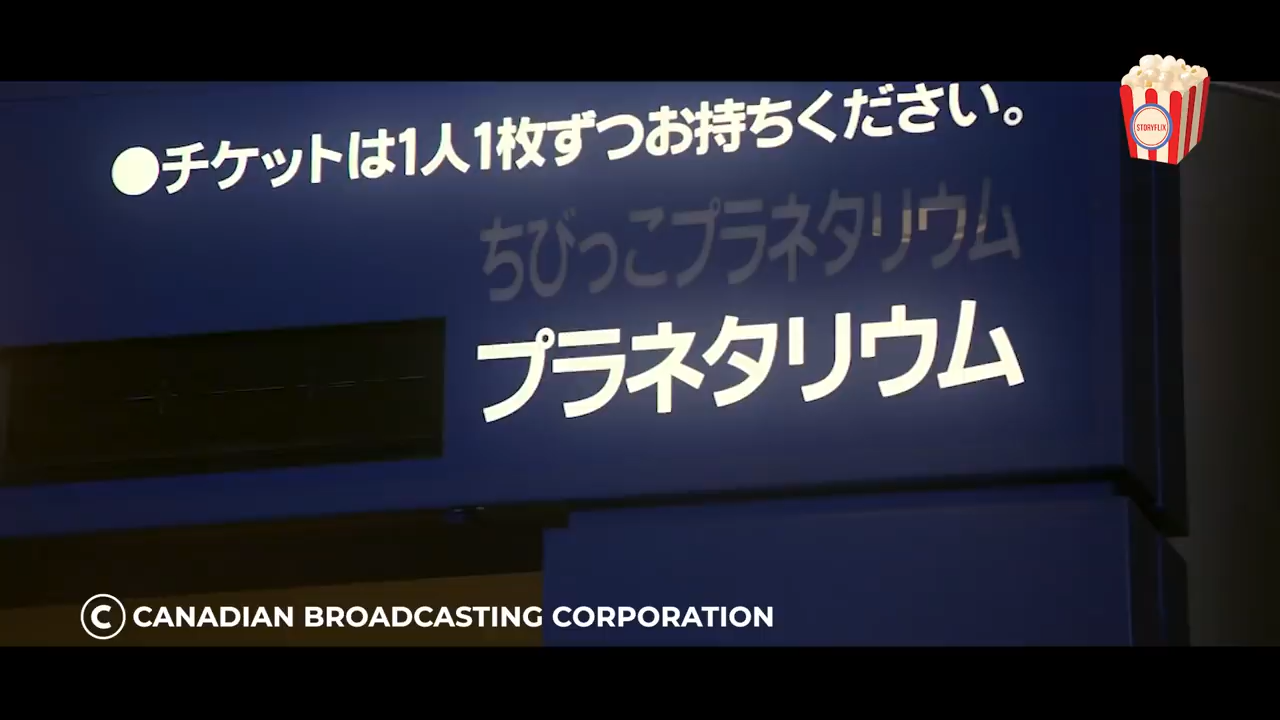 ●チケットは1人1枚ずつお持ちください。
STORYFLIX
ちびっこプラネタリウム
プラネタリウム
© CANADIAN BROADCASTING CORPORATION